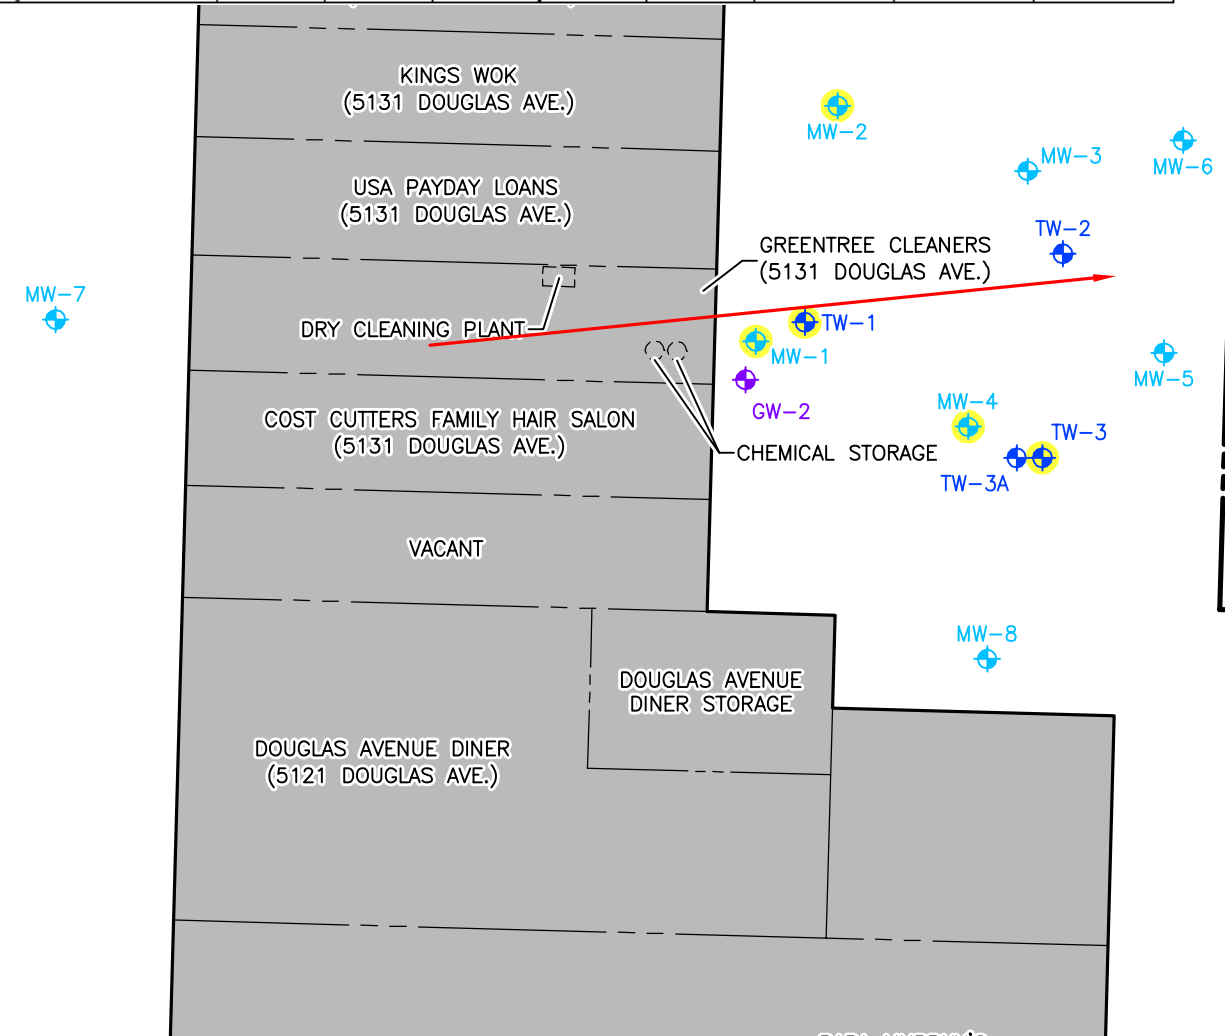 KINGS WOK
(5131 DOUGLAS AVE.)
MW-2
MW-3
MW-6
USA PAYDAY LOANS
(5131 DOUGLAS AVE.)
TW-2
GREENTREE CLEANERS
(5131 DOUGLAS AVE.)
MW-7
DRY CLEANING PLANT
TW-1
MW-1
MW-5
GW-2
MW-4
COST CUTTERS FAMILY HAIR SALON
(5131 DOUGLAS AVE.)
TW-3
CHEMICAL STORAGE
TW-3A
VACANT
MW-8
DOUGLAS AVENUE
DINER STORAGE
DOUGLAS AVENUE DINER
(5121 DOUGLAS AVE.)